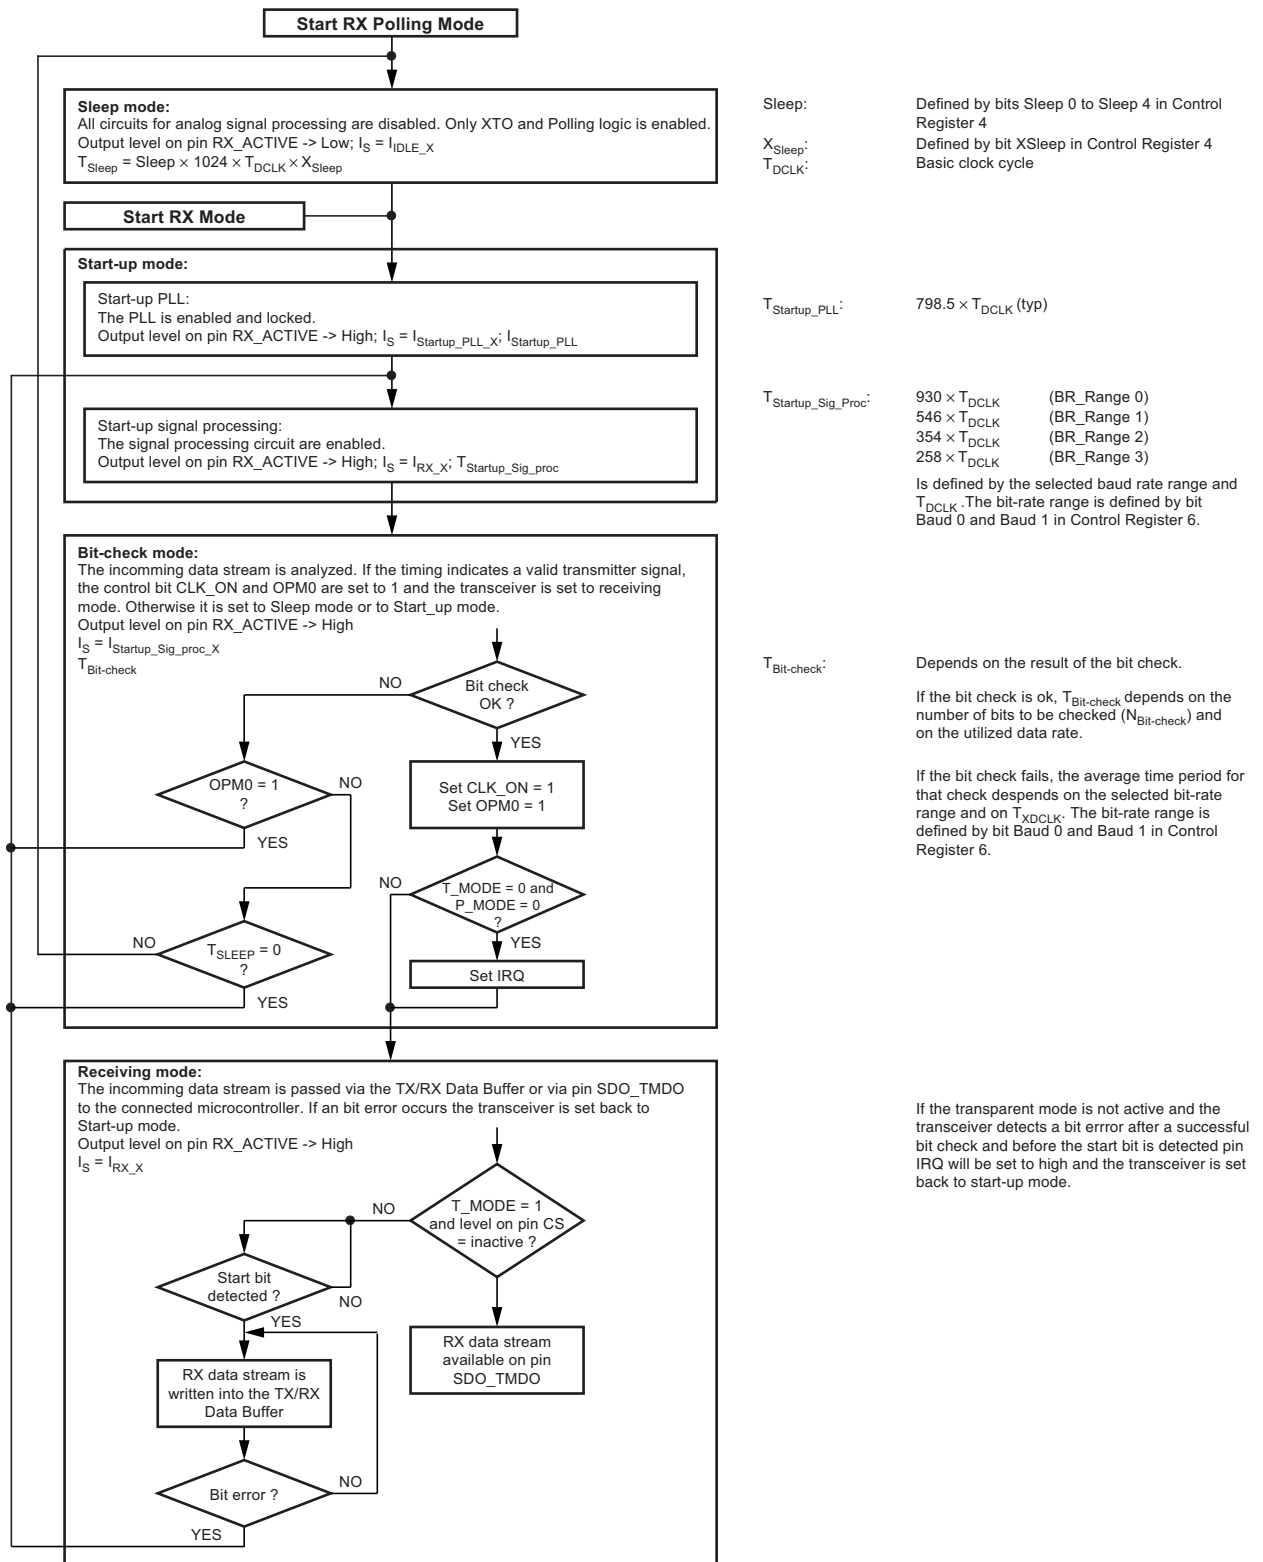 Start RX Polling Mode
Sleep mode:
All circuits for analog signal processing are disabled. Only XTO and Polling logic is enabled.
Output level on pin RX_ACTIVE -> Low; IS = IIDLE_X
TSleep = Sleep × 1024 × TDCLK × XSleep
Sleep: Defined by bits Sleep 0 to Sleep 4 in Control
Register 4
XSleep: Defined by bit XSleep in Control Register 4
TDCLK: Basic clock cycle
Start RX Mode
Start-up mode:
Start-up PLL:
The PLL is enabled and locked.
Output level on pin RX_ACTIVE -> High; IS = IStartup_PLL_X; IStartup_PLL
TStartup_PLL: 798.5 × TDCLK (typ)
Start-up signal processing:
The signal processing circuit are enabled.
Output level on pin RX_ACTIVE -> High; IS = IRX_X; TStartup_Sig_proc
TStartup_Sig_Proc: 930 × TDCLK (BR_Range 0)
546 × TDCLK (BR_Range 1)
354 × TDCLK (BR_Range 2)
258 × TDCLK (BR_Range 3)
Is defined by the selected baud rate range and
TDCLK .The bit-rate range is defined by bit
Baud 0 and Baud 1 in Control Register 6.
Bit-check mode:
The incomming data stream is analyzed. If the timing indicates a valid transmitter signal,
the control bit CLK_ON and OPM0 are set to 1 and the transceiver is set to receiving
mode. Otherwise it is set to Sleep mode or to Start_up mode.
Output level on pin RX_ACTIVE -> High
IS = IStartup_Sig_proc_X
TBit-check
NO
Bit check
OK ?
YES
OPM0 = 1
?
NO
YES
Set CLK_ON = 1
Set OPM0 = 1
NO
T_MODE = 0 and
P_MODE = 0
?
YES
NO
TSLEEP = 0
?
YES
Set IRQ
TBit-check: Depends on the result of the bit check.
If the bit check is ok, TBit-check depends on the
number of bits to be checked (NBit-check) and
on the utilized data rate.
If the bit check fails, the average time period for
that check despends on the selected bit-rate
range and on TXDCLK. The bit-rate range is
defined by bit Baud 0 and Baud 1 in Control
Register 6.
Receiving mode:
The incomming data stream is passed via the TX/RX Data Buffer or via pin SDO_TMDO
to the connected microcontroller. If an bit error occurs the transceiver is set back to
Start-up mode.
Output level on pin RX_ACTIVE -> High
IS = IRX_X
NO
T_MODE = 1
and level on pin CS
= inactive ?
Start bit
detected ?
NO
YES
RX data stream is
written into the TX/RX
Data Buffer
RX data stream
available on pin
SDO_TMDO
Bit error ?
NO
YES
If the transparent mode is not active and the
transceiver detects a bit errror after a successful
bit check and before the start bit is detected pin
IRQ will be set to high and the transceiver is set
back to start-up mode.